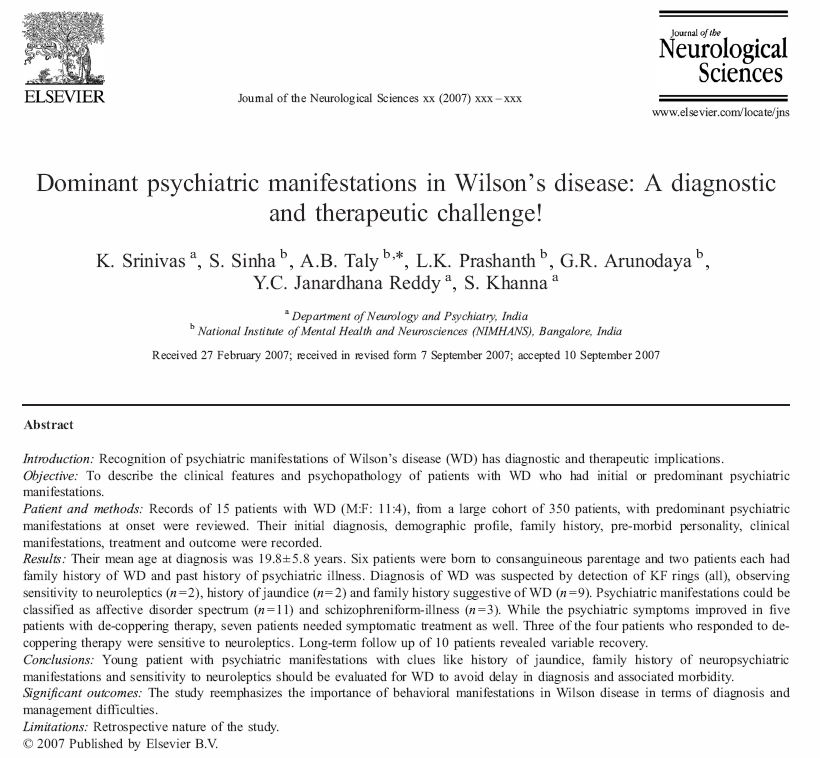 ELSEVIER
Journal of the Neurological Sciences xx (2007) xxx–xxx
Journal of the
Neurological
Sciences
www.elsevier.com/locate/jns
Dominant psychiatric manifestations in Wilson's disease: A diagnostic
and therapeutic challenge!
K. Srinivas a, S. Sinha b, A.B. Taly b,*, L.K. Prashanth b, G.R. Arunodaya b,
Y.C. Janardhana Reddy a, S. Khanna a
a Department of Neurology and Psychiatry, India
b National Institute of Mental Health and Neurosciences (NIMHANS), Bangalore, India
Received 27 February 2007; received in revised form 7 September 2007; accepted 10 September 2007
Abstract
Introduction: Recognition of psychiatric manifestations of Wilson's disease (WD) has diagnostic and therapeutic implications.
Objective: To describe the clinical features and psychopathology of patients with WD who had initial or predominant psychiatric
manifestations.
Patient and methods: Records of 15 patients with WD (M:F: 11:4), from a large cohort of 350 patients, with predominant psychiatric
manifestations at onset were reviewed. Their initial diagnosis, demographic profile, family history, pre-morbid personality, clinical
manifestations, treatment and outcome were recorded.
Results: Their mean age at diagnosis was 19.8±5.8 years. Six patients were born to consanguineous parentage and two patients each had
family history of WD and past history of psychiatric illness. Diagnosis of WD was suspected by detection of KF rings (all), observing
sensitivity to neuroleptics (n=2), history of jaundice (n=2) and family history suggestive of WD (n=9). Psychiatric manifestations could be
classified as affective disorder spectrum (n=11) and schizophreniform-illness (n=3). While the psychiatric symptoms improved in five
patients with de-coppering therapy, seven patients needed symptomatic treatment as well. Three of the four patients who responded to de-
coppering therapy were sensitive to neuroleptics. Long-term follow up of 10 patients revealed variable recovery.
Conclusions: Young patient with psychiatric manifestations with clues like history of jaundice, family history of neuropsychiatric
manifestations and sensitivity to neuroleptics should be evaluated for WD to avoid delay in diagnosis and associated morbidity.
Significant outcomes: The study reemphasizes the importance of behavioral manifestations in Wilson disease in terms of diagnosis and
management difficulties.
Limitations: Retrospective nature of the study.
© 2007 Published by Elsevier B.V.